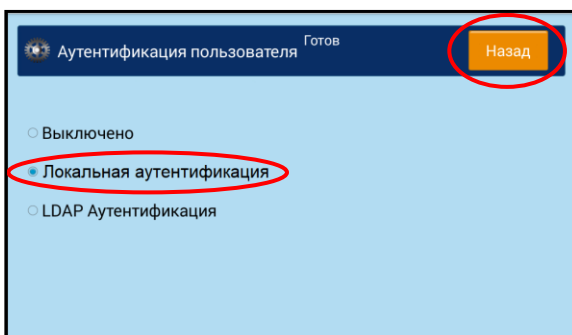 Аутентификация пользователя Готов Назад
Выключено
Локальная аутентификация
LDAP Аутентификация